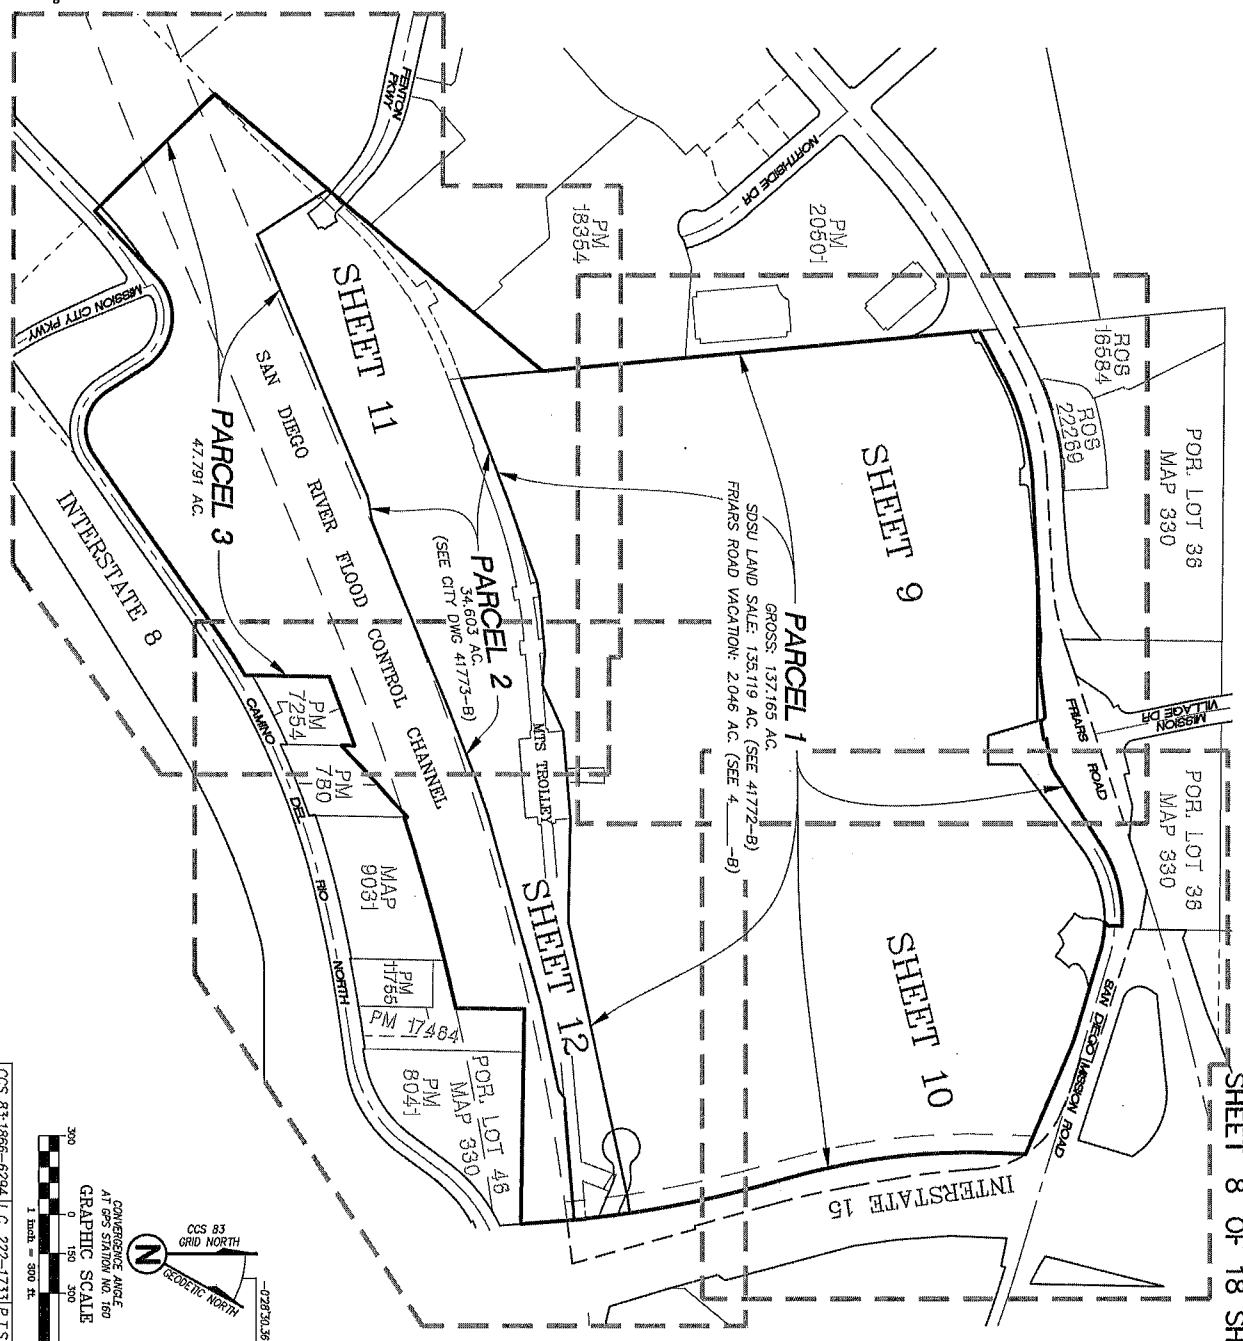 SHEET 8 OF 18 SH
POR. LOT 36
MAP 330
POR. LOT 36
MAP 330
ROS
16584
ROS
22269
MISSION
VILLAGE DR
FRIARS
ROAD
SAN DIEGO MISSION ROAD
INTERSTATE 15
NORTHSIDE DR
PM
20501
PM
18354
FENTON
PKWY
SHEET 9
SHEET 10
PARCEL 1
GROSS: 137.165 AC.
SDSU LAND SALE: 135.119 AC. (SEE 41772-B)
FRIARS ROAD VACATION: 2.046 AC. (SEE 4____-B)
SHEET 11
SHEET 12
MTS TROLLEY
PARCEL 2
34.603 AC.
(SEE CITY DWG 41773-B)
SAN DIEGO RIVER FLOOD CONTROL CHANNEL
PARCEL 3
47.791 AC.
MISSION CITY PKWY
INTERSTATE 8
CAMINO DEL RIO NORTH
PM
7254
PM
780
MAP
9031
PM
11755
PM 17464
POR. LOT 46
MAP 330
PM
8041
CCS 83
GRID NORTH
GEODETIC NORTH
N
CONVERGENCE ANGLE
AT GPS STATION NO. 160
GRAPHIC SCALE
300 0 150 300
1 inch = 300 ft.
CCS 83:1866-6294 L.C. 222-1733 P.T.S.